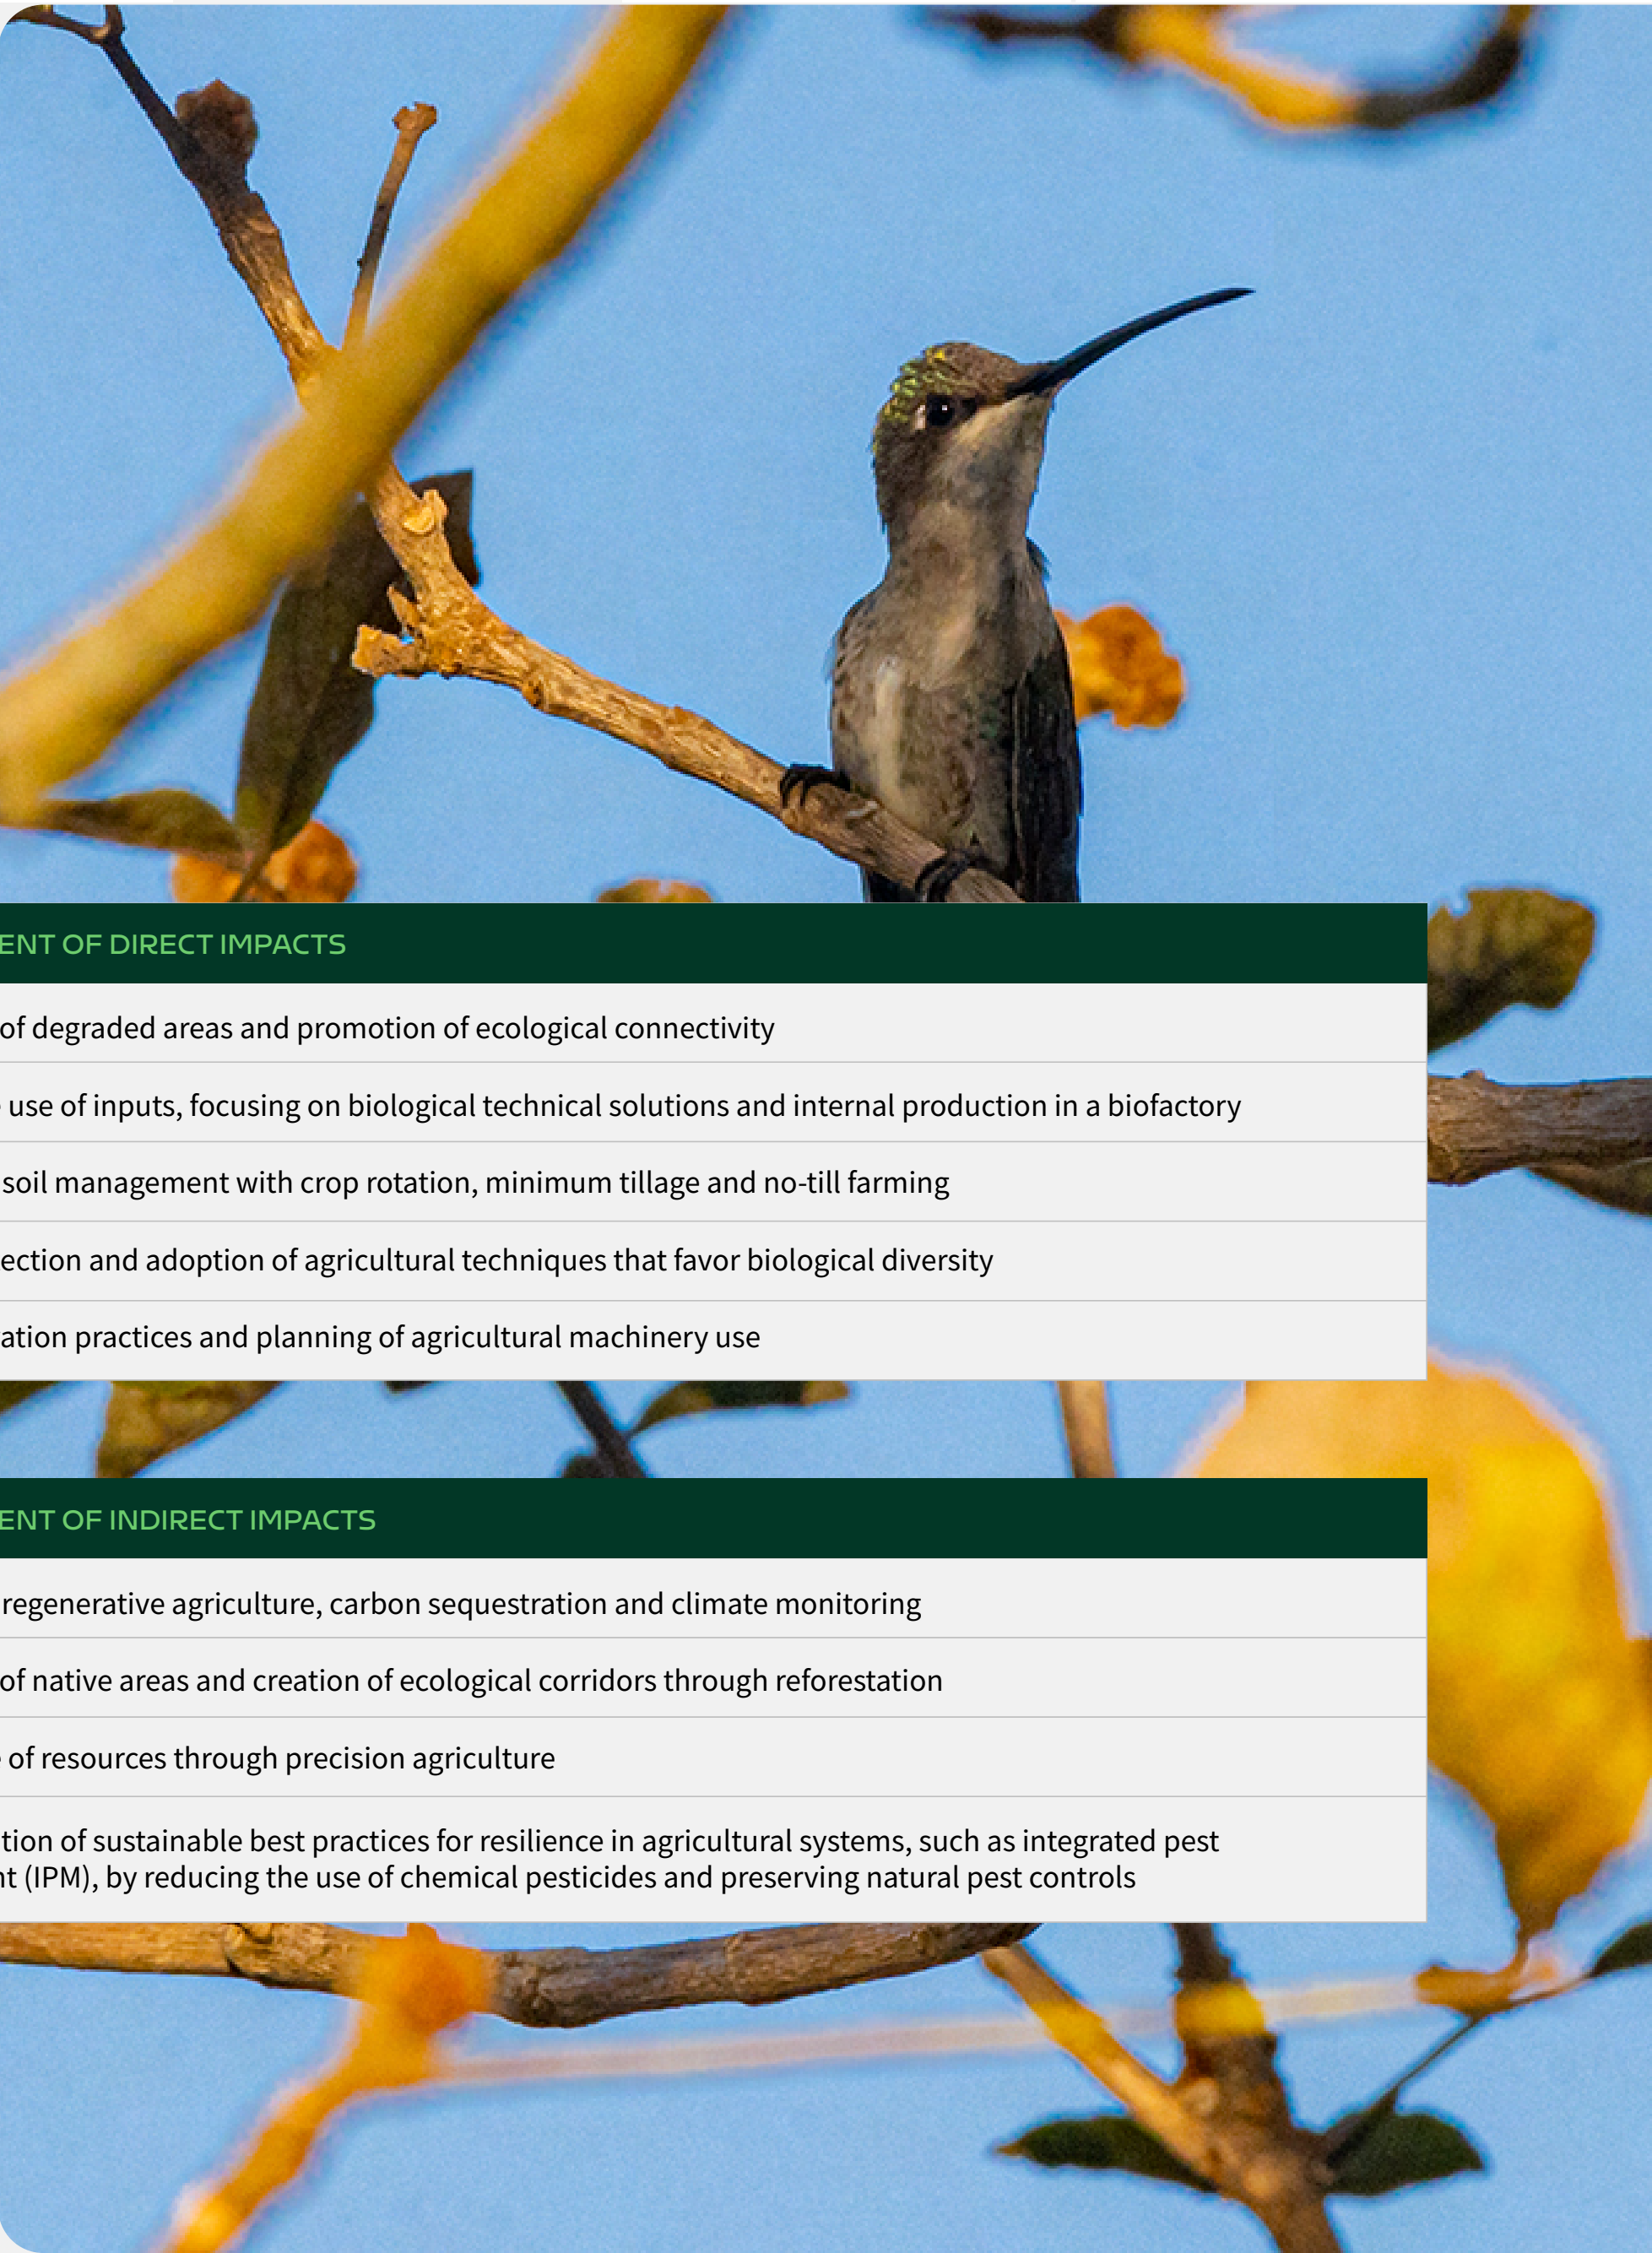 ENT OF DIRECT IMPACTS
of degraded areas and promotion of ecological connectivity
use of inputs, focusing on biological technical solutions and internal production in a biofactory
soil management with crop rotation, minimum tillage and no-till farming
ection and adoption of agricultural techniques that favor biological diversity
ation practices and planning of agricultural machinery use
ENT OF INDIRECT IMPACTS
regenerative agriculture, carbon sequestration and climate monitoring
of native areas and creation of ecological corridors through reforestation
of resources through precision agriculture
tion of sustainable best practices for resilience in agricultural systems, such as integrated pest
nt (IPM), by reducing the use of chemical pesticides and preserving natural pest controls